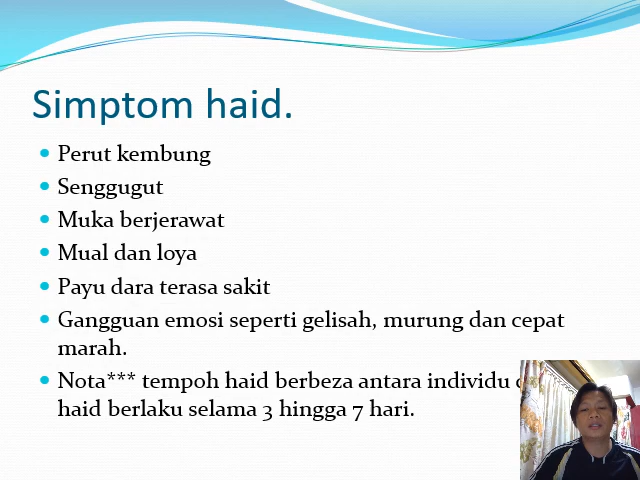 Simptom haid.
Perut kembung
Senggugut
Muka berjerawat
Mual dan loya
Payu dara terasa sakit
Gangguan emosi seperti gelisah, murung dan cepat
marah.
Nota*** tempoh haid berbeza antara individu
haid berlaku selama 3 hingga 7 hari.